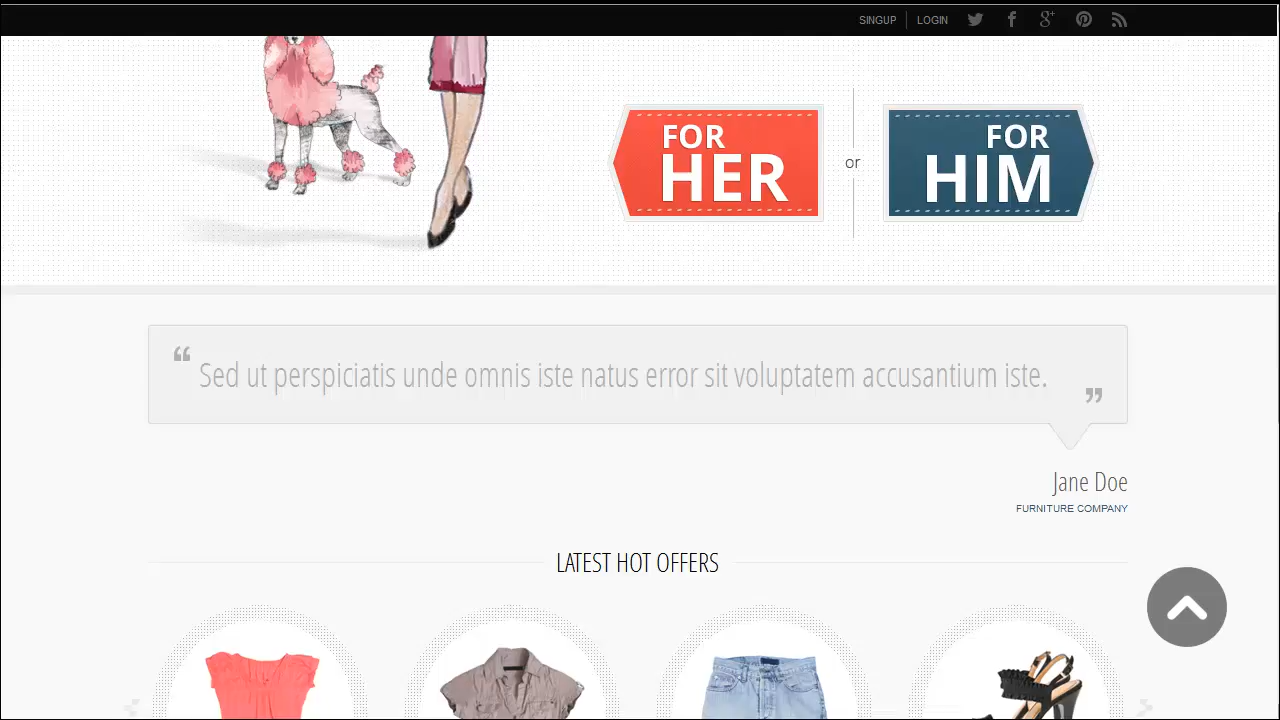 SINGUP LOGIN
FOR
HER
or
FOR
HIM
“ Sed ut perspiciatis unde omnis iste natus error sit voluptatem accusantium iste. ”
Jane Doe
FURNITURE COMPANY
LATEST HOT OFFERS